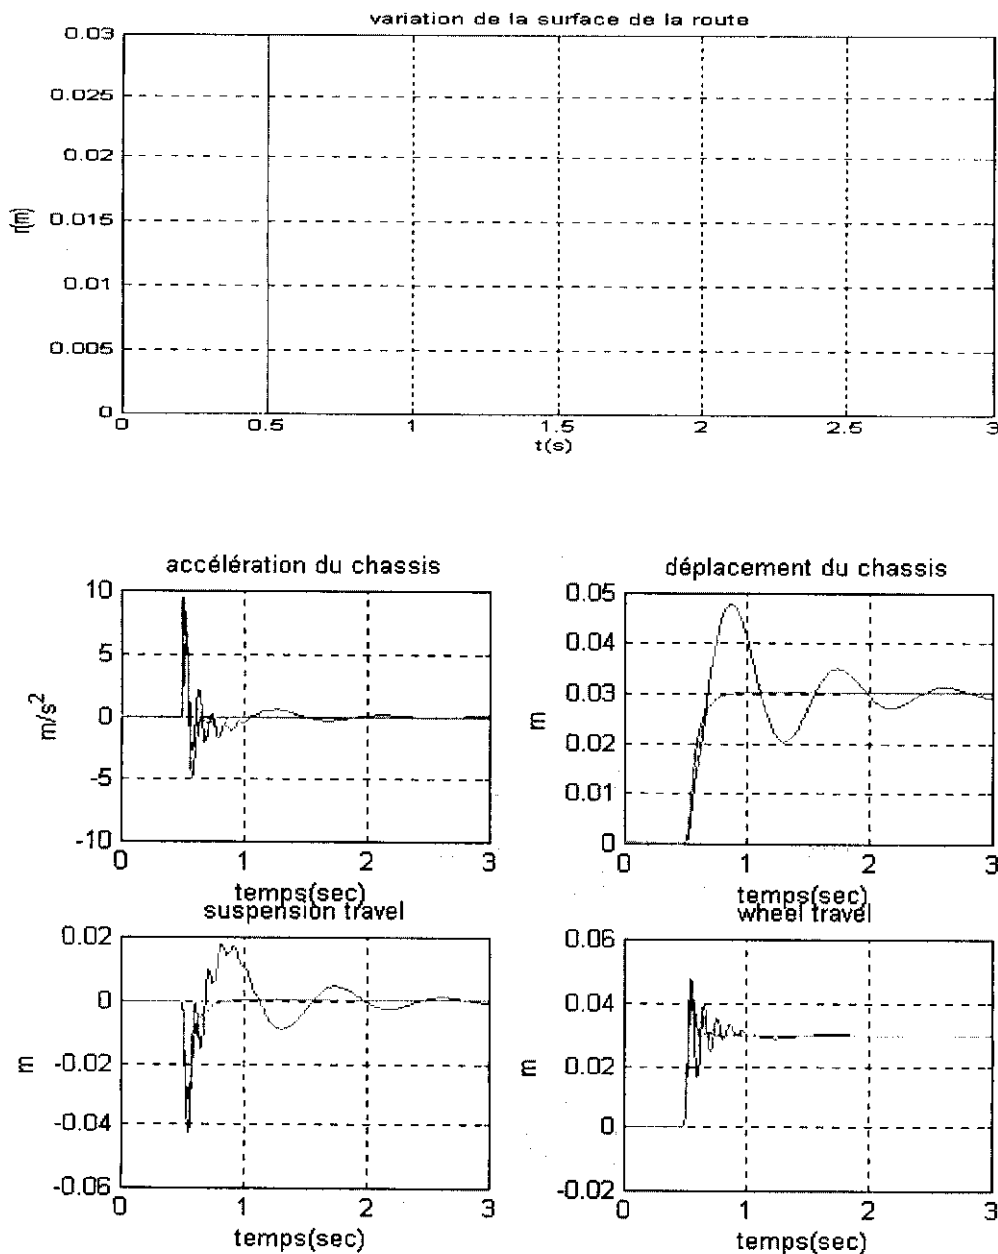 variation de la surface de la route
0.03
0.025
0.02
0.015
0.01
0.005
0
r(m)
0 0.5 1 1.5 2 2.5 3
t(s)
accélération du chassis
10
5
0
-5
-10
m/s²
0 1 2 3
temps(sec)
déplacement du chassis
0.05
0.04
0.03
0.02
0.01
0
m
0 1 2 3
temps(sec)
suspension travel
0.02
0
-0.02
-0.04
-0.06
m
0 1 2 3
temps(sec)
wheel travel
0.06
0.04
0.02
0
-0.02
m
0 1 2 3
temps(sec)